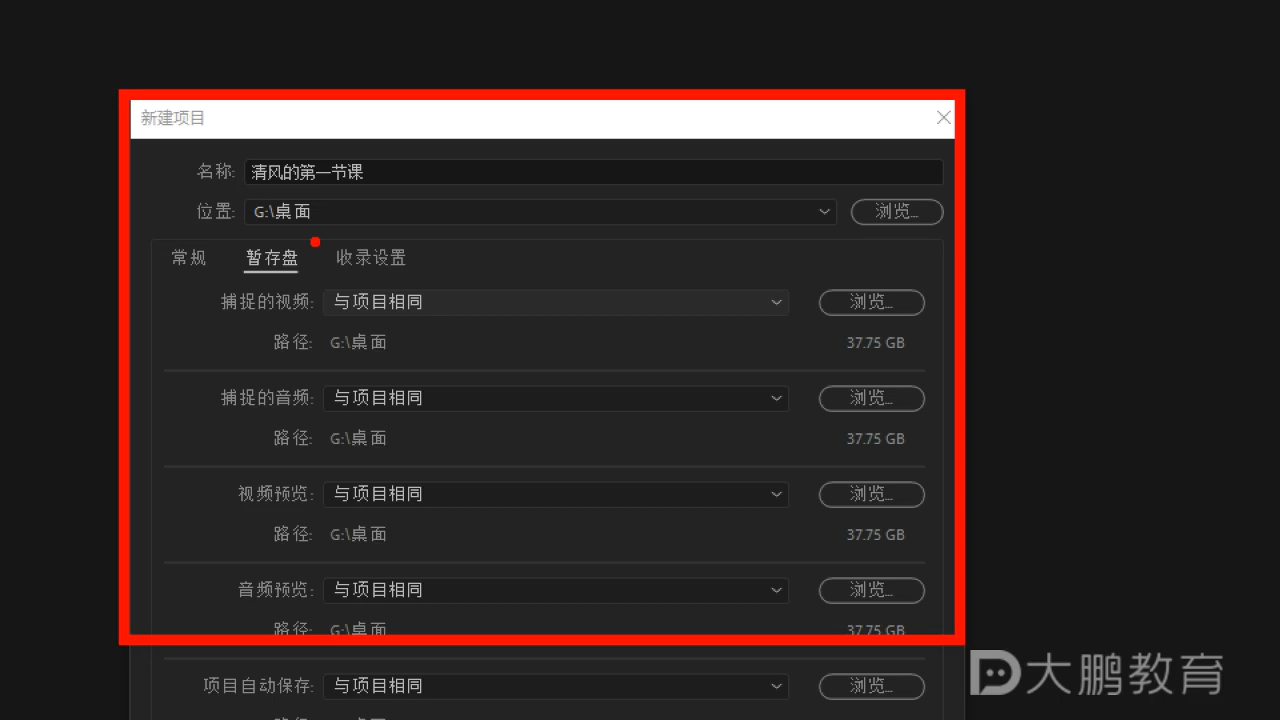 新建项目
名称: 清风的第一节课
位置: G:\桌面 浏览...
常规 暂存盘 收录设置
捕捉的视频: 与项目相同 浏览...
路径: G:\桌面 37.75 GB
捕捉的音频: 与项目相同 浏览...
路径: G:\桌面 37.75 GB
视频预览: 与项目相同 浏览...
路径: G:\桌面 37.75 GB
音频预览: 与项目相同 浏览...
路径: G:\桌面 37.75 GB
项目自动保存: 与项目相同 浏览...
大鹏教育